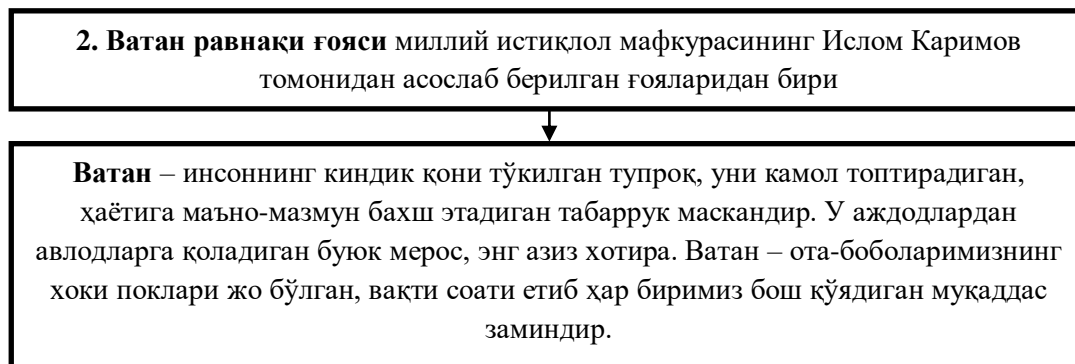 2. Ватан равнақи ғояси миллий истиқлол мафкурасининг Ислом Каримов
томонидан асослаб берилган ғояларидан бири
Ватан – инсоннинг киндик қони тўкилган тупроқ, уни камол топтирадиган,
ҳаётига маъно-мазмун бахш этадиган табаррук маскандир. У аждодлардан
авлодларга қоладиган буюк мерос, энг азиз хотира. Ватан – ота-боболаримизнинг
хоки поклари жо бўлган, вақти соати етиб ҳар биримиз бош қўядиган муқаддас
заминдир.